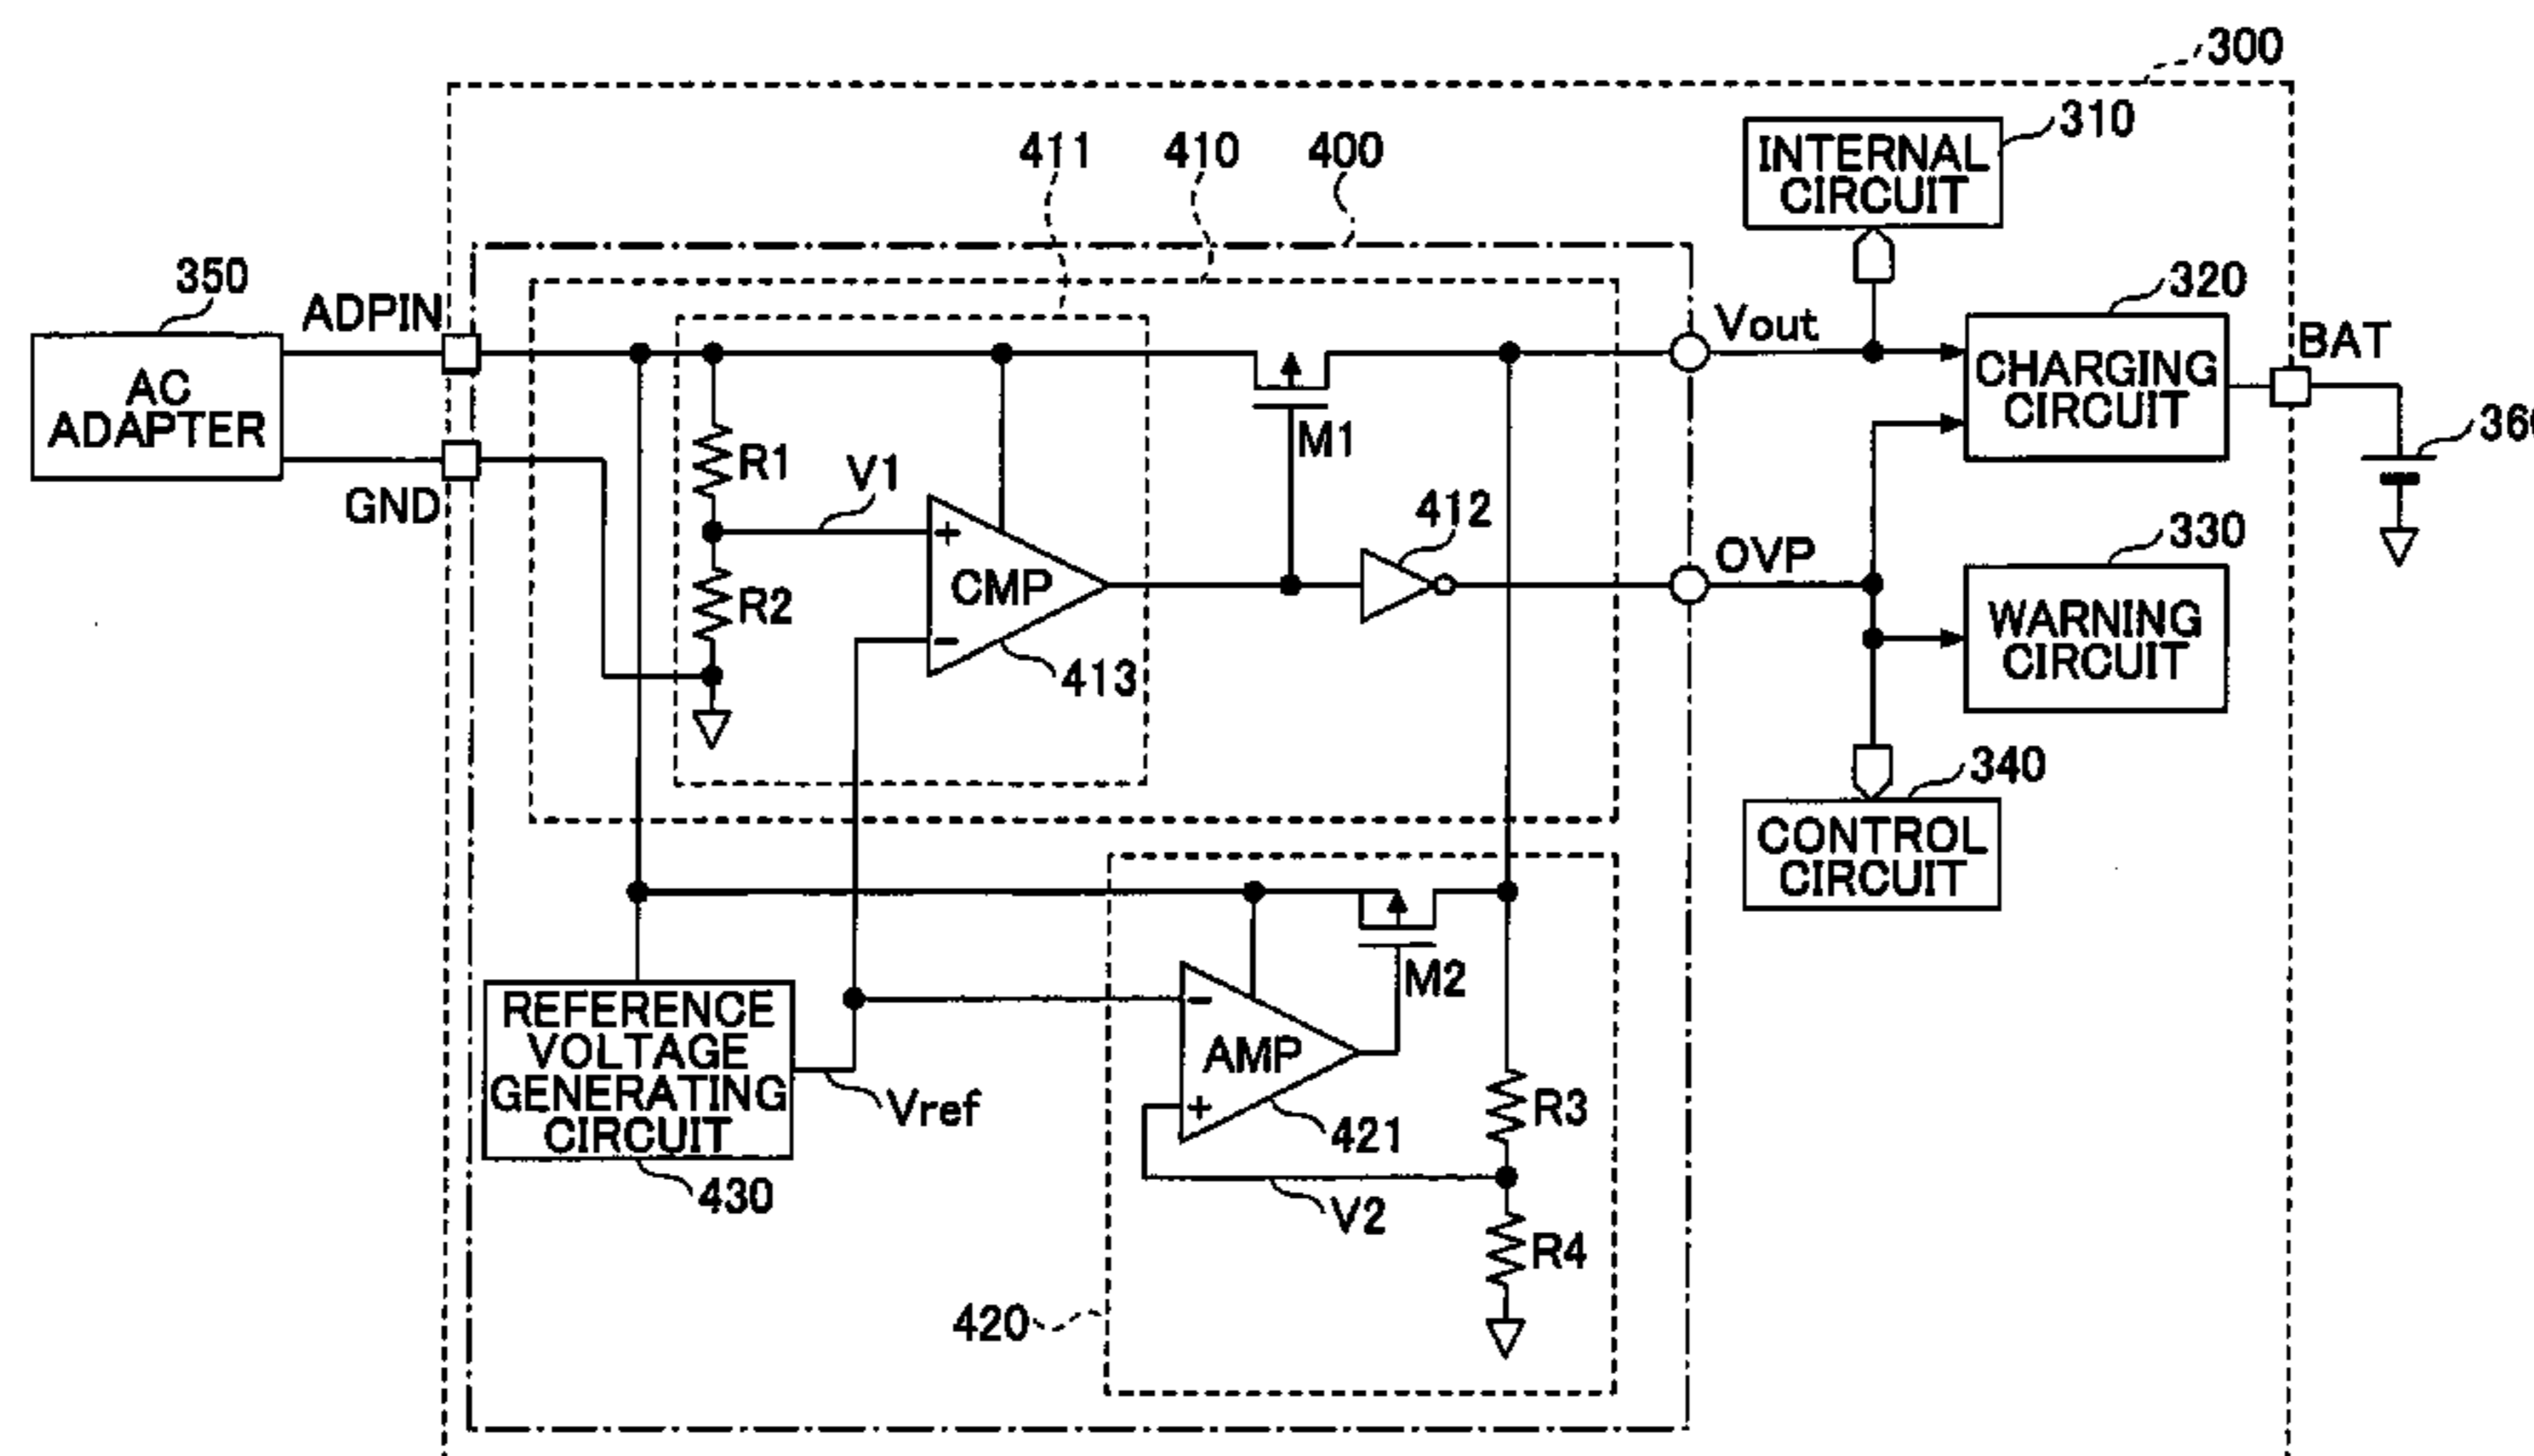 300
310
INTERNAL
CIRCUIT
411
410
400
350
ADPIN
AC
ADAPTER
GND
Vout
320
CHARGING
CIRCUIT
BAT
R1
V1
M1
412
R2
+
CMP
-
413
OVP
330
WARNING
CIRCUIT
340
CONTROL
CIRCUIT
REFERENCE
VOLTAGE
GENERATING
CIRCUIT
430
Vref
-
AMP
+
421
M2
V2
R3
R4
420